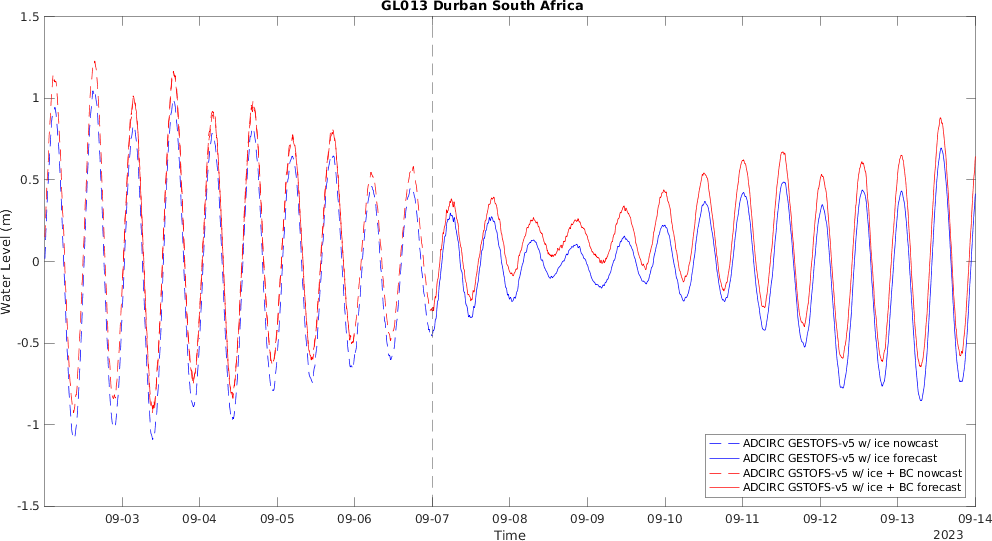 GL013 Durban South Africa
1.5
1
0.5
0
-0.5
-1
-1.5
Water Level (m)
ADCIRC GESTOFS-v5 w/ ice nowcast
ADCIRC GESTOFS-v5 w/ ice forecast
ADCIRC GSTOFS-v5 w/ ice + BC nowcast
ADCIRC GSTOFS-v5 w/ ice + BC forecast
09-03 09-04 09-05 09-06 09-07 09-08 09-09 09-10 09-11 09-12 09-13 09-14
Time
2023